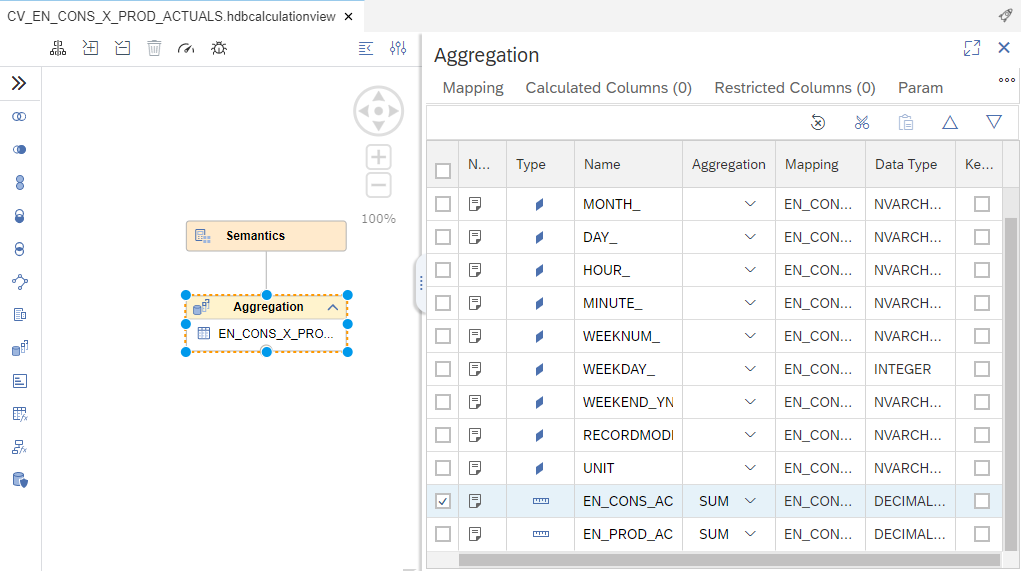 CV_EN_CONS_X_PROD_ACTUALS.hdbcalculationview ×
Aggregation
Mapping Calculated Columns (0) Restricted Columns (0) Param
100%
Semantics
Aggregation
EN_CONS_X_PRO...
N... Type Name Aggregation Mapping Data Type Ke...
MONTH_ EN_CON... NVARCH...
DAY_ EN_CON... NVARCH...
HOUR_ EN_CON... NVARCH...
MINUTE_ EN_CON... NVARCH...
WEEKNUM_ EN_CON... NVARCH...
WEEKDAY_ EN_CON... INTEGER
WEEKEND_YN EN_CON... NVARCH...
RECORDMODI EN_CON... NVARCH...
UNIT EN_CON... NVARCH...
EN_CONS_AC SUM EN_CON... DECIMAL...
EN_PROD_AC SUM EN_CON... DECIMAL...